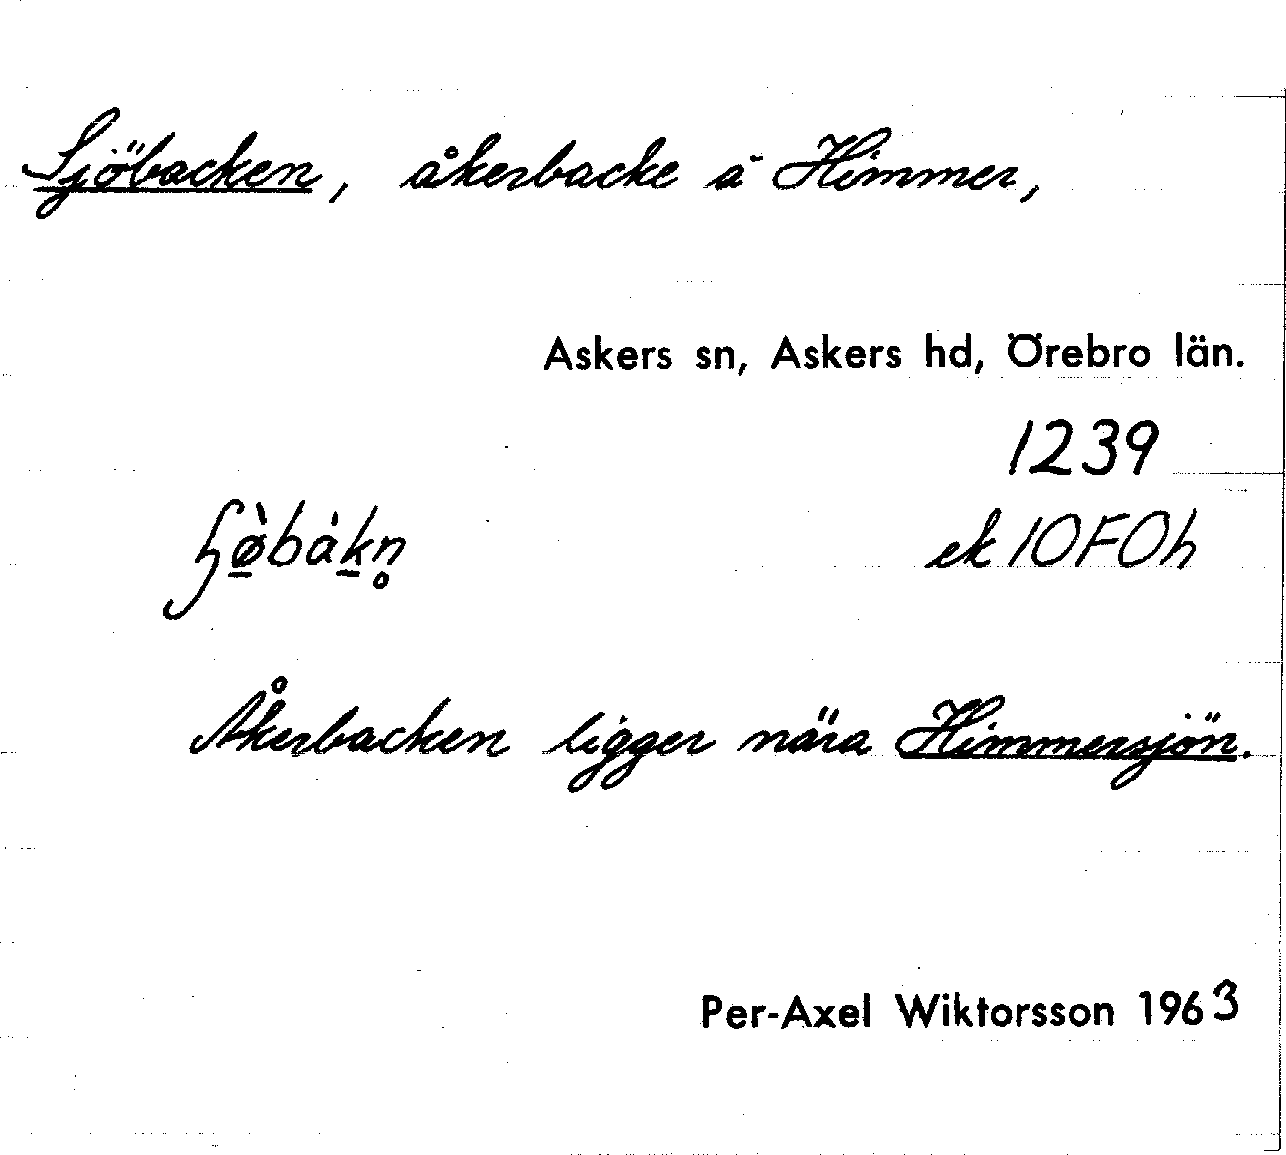 Sjöbacken, åkerbacke å Himmer,
Askers sn, Askers hd, Örebro län.
1239
ek 10F0h
Åkerbacken ligger nära Himmersjön.
Per-Axel Wiktorsson 1963